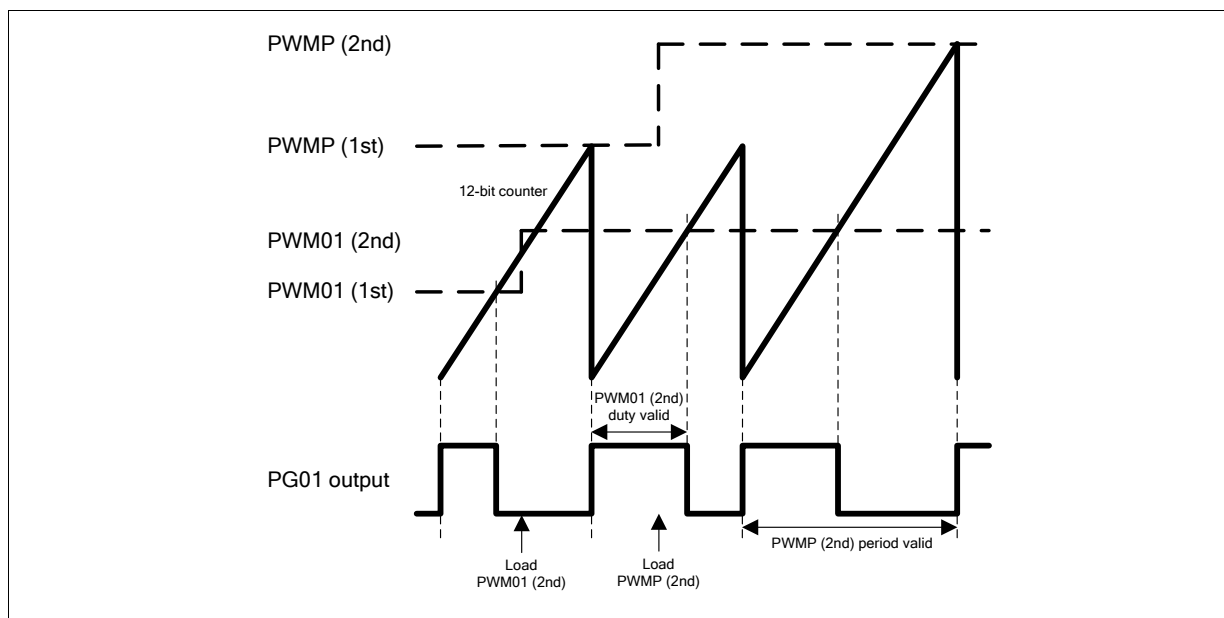 PWMP (2nd)
PWMP (1st)
12-bit counter
PWM01 (2nd)
PWM01 (1st)
PWM01 (2nd)
duty valid
PG01 output
PWMP (2nd) period valid
Load
PWM01 (2nd)
Load
PWMP (2nd)